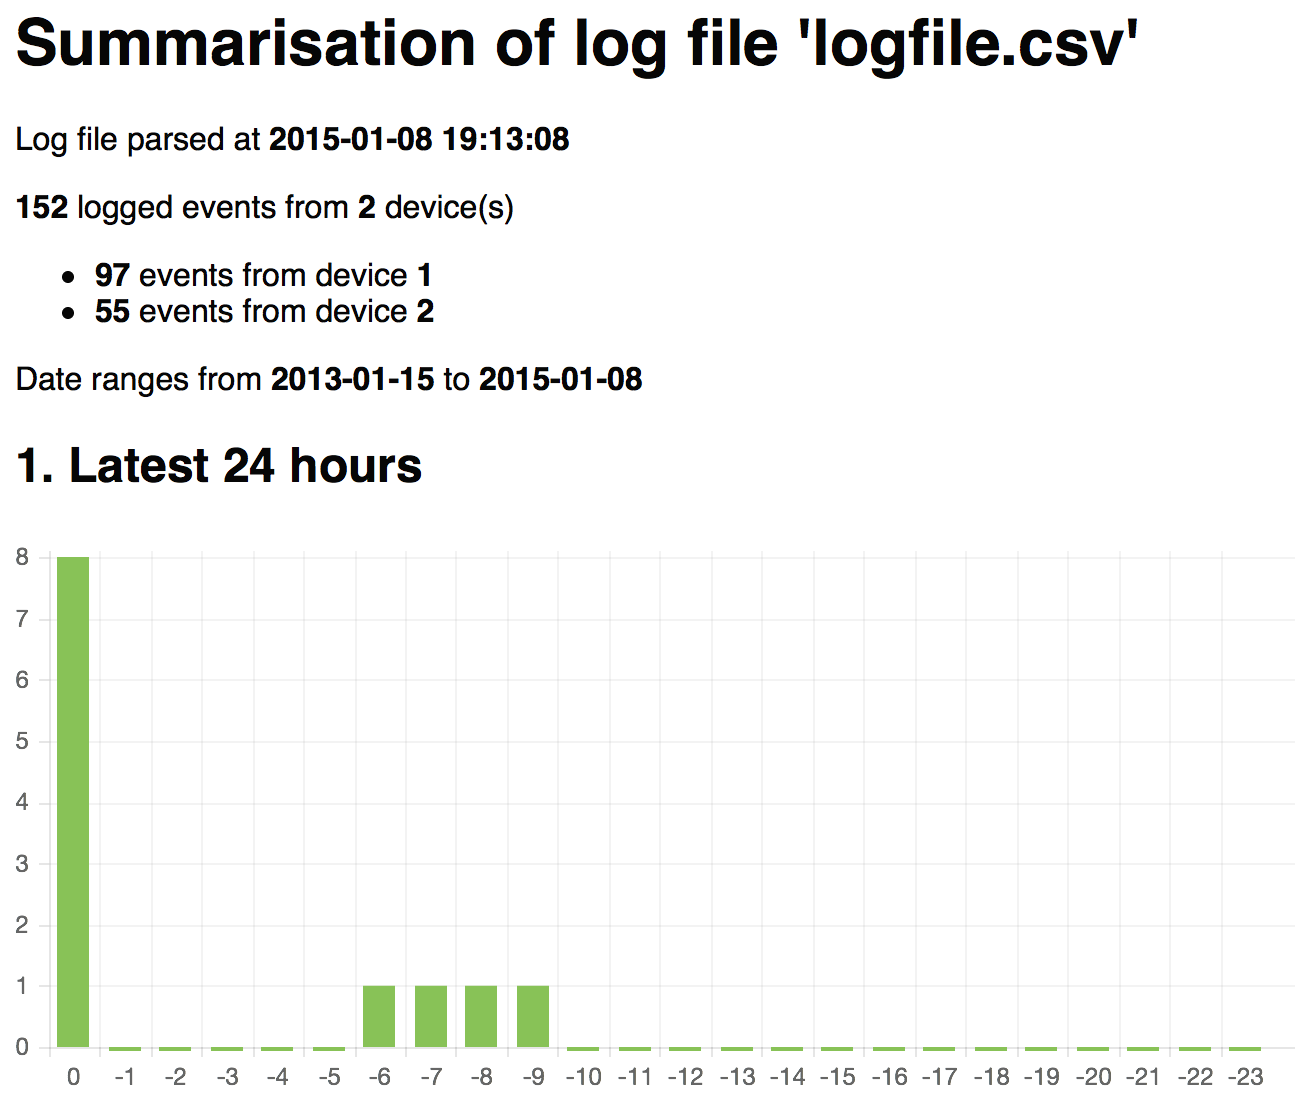 Summarisation of log file 'logfile.csv'
Log file parsed at 2015-01-08 19:13:08
152 logged events from 2 device(s)
• 97 events from device 1
• 55 events from device 2
Date ranges from 2013-01-15 to 2015-01-08
1. Latest 24 hours
8
7
6
5
4
3
2
1
0
0 -1 -2 -3 -4 -5 -6 -7 -8 -9 -10 -11 -12 -13 -14 -15 -16 -17 -18 -19 -20 -21 -22 -23